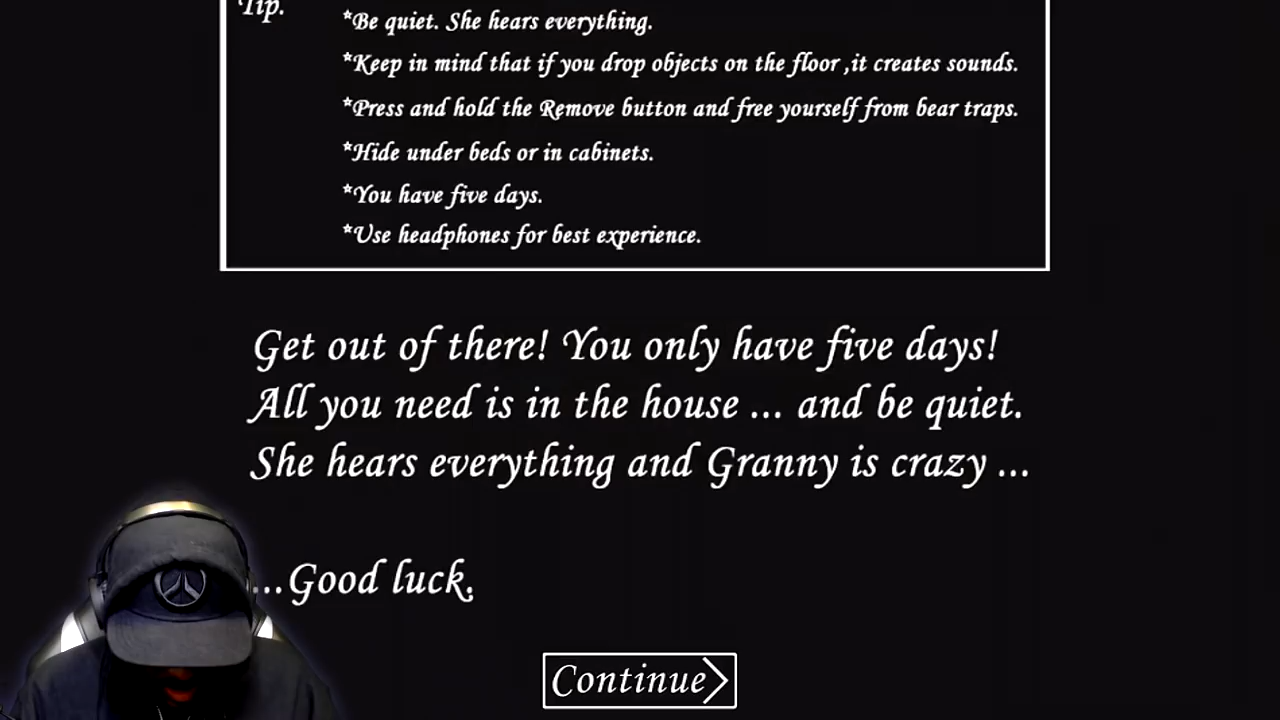 Tip.
*Be quiet. She hears everything.
*Keep in mind that if you drop objects on the floor ,it creates sounds.
*Press and hold the Remove button and free yourself from bear traps.
*Hide under beds or in cabinets.
*You have five days.
*Use headphones for best experience.
Get out of there! You only have five days!
All you need is in the house ... and be quiet.
She hears everything and Granny is crazy ...
...Good luck.
Continue